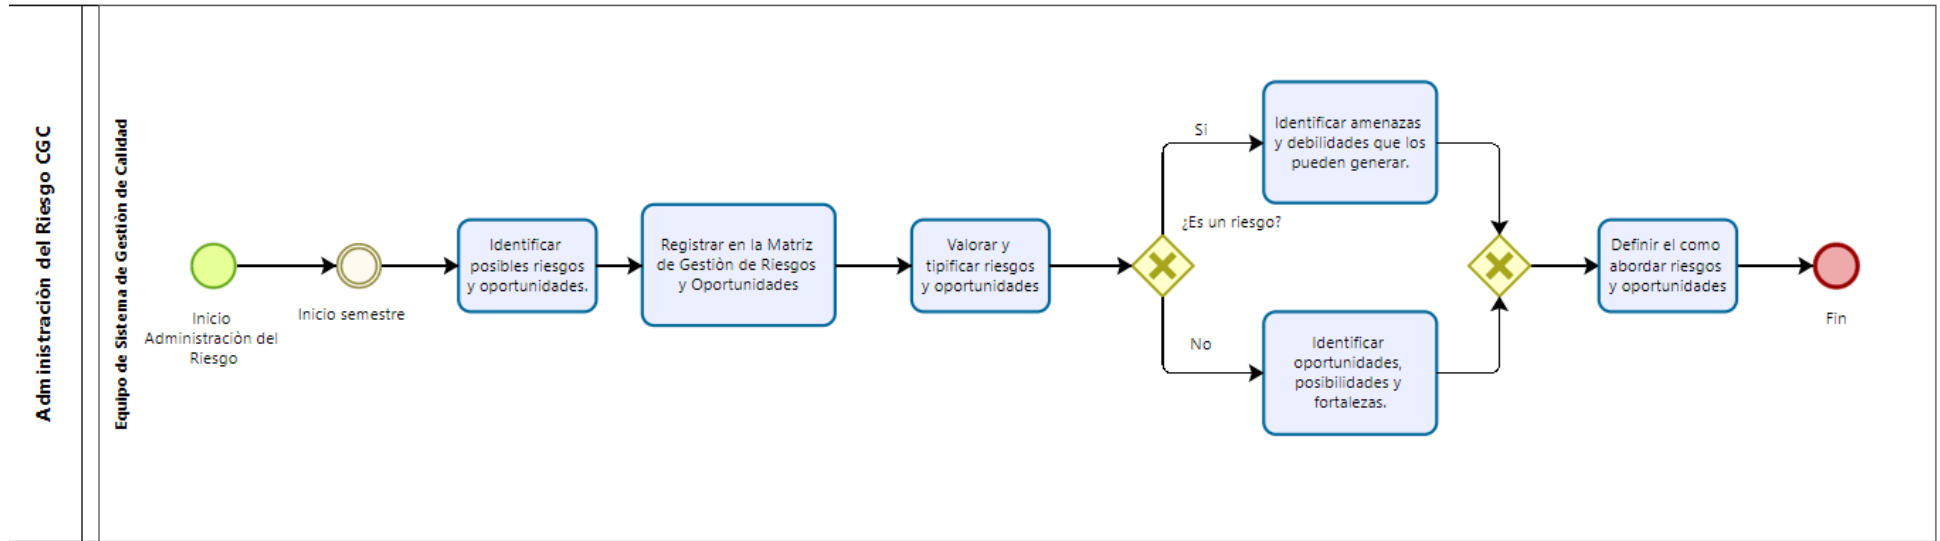 Administraciòn del Riesgo CGC
Equipo de Sistema de Gestiòn de Calidad
Inicio
Administraciòn del
Riesgo
Inicio semestre
Identificar
posibles riesgos
y oportunidades.
Registrar en la Matriz
de Gestiòn de Riesgos
y Oportunidades
Valorar y
tipificar riesgos
y oportunidades
¿Es un riesgo?
Si
Identificar amenazas
y debilidades que los
pueden generar.
No
Identificar
oportunidades,
posibilidades y
fortalezas.
Definir el como
abordar riesgos
y oportunidades
Fin